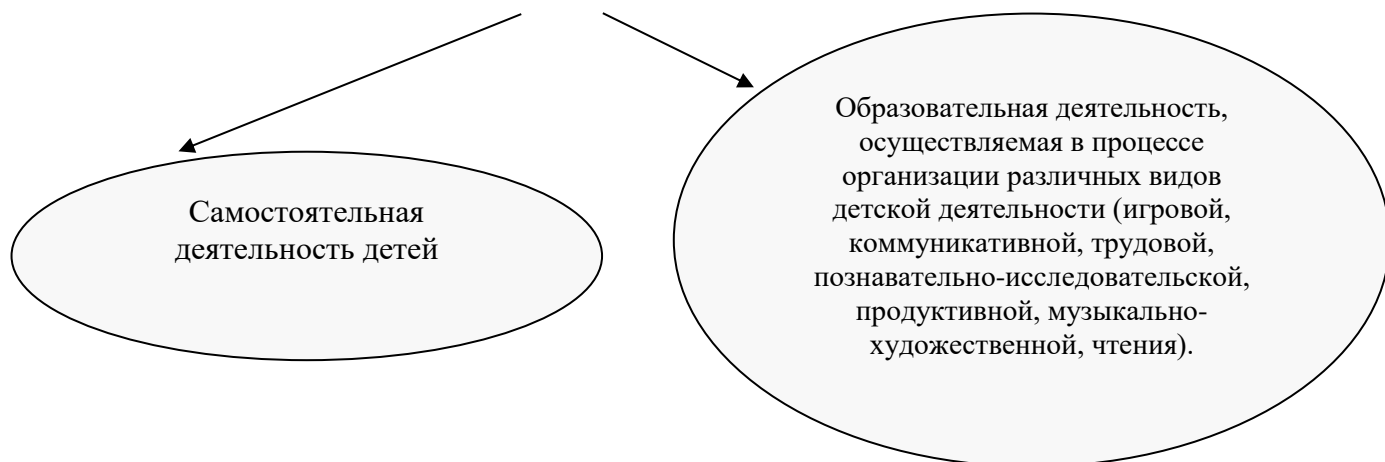 Самостоятельная
деятельность детей
Образовательная деятельность,
осуществляемая в процессе
организации различных видов
детской деятельности (игровой,
коммуникативной, трудовой,
познавательно-исследовательской,
продуктивной, музыкально-
художественной, чтения).